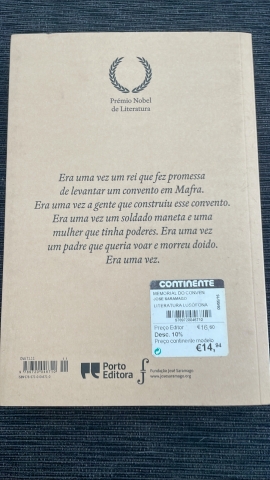 Prémio Nobel
de Literatura
Era uma vez um rei que fez promessa
de levantar um convento em Mafra.
Era uma vez a gente que construiu esse convento.
Era uma vez um soldado maneta e uma
mulher que tinha poderes. Era uma vez
um padre que queria voar e morreu doido.
Era uma vez.
CONTINENTE
MEMORIAL DO CONVEN
JOSE SARAMAGO
LITERATURA LUSOFONA
Preço Editor €16,60
Desc. 10%
Preço continente modelo
€14,94
Porto
Editora
Fundação José Saramago
www.josesaramago.org